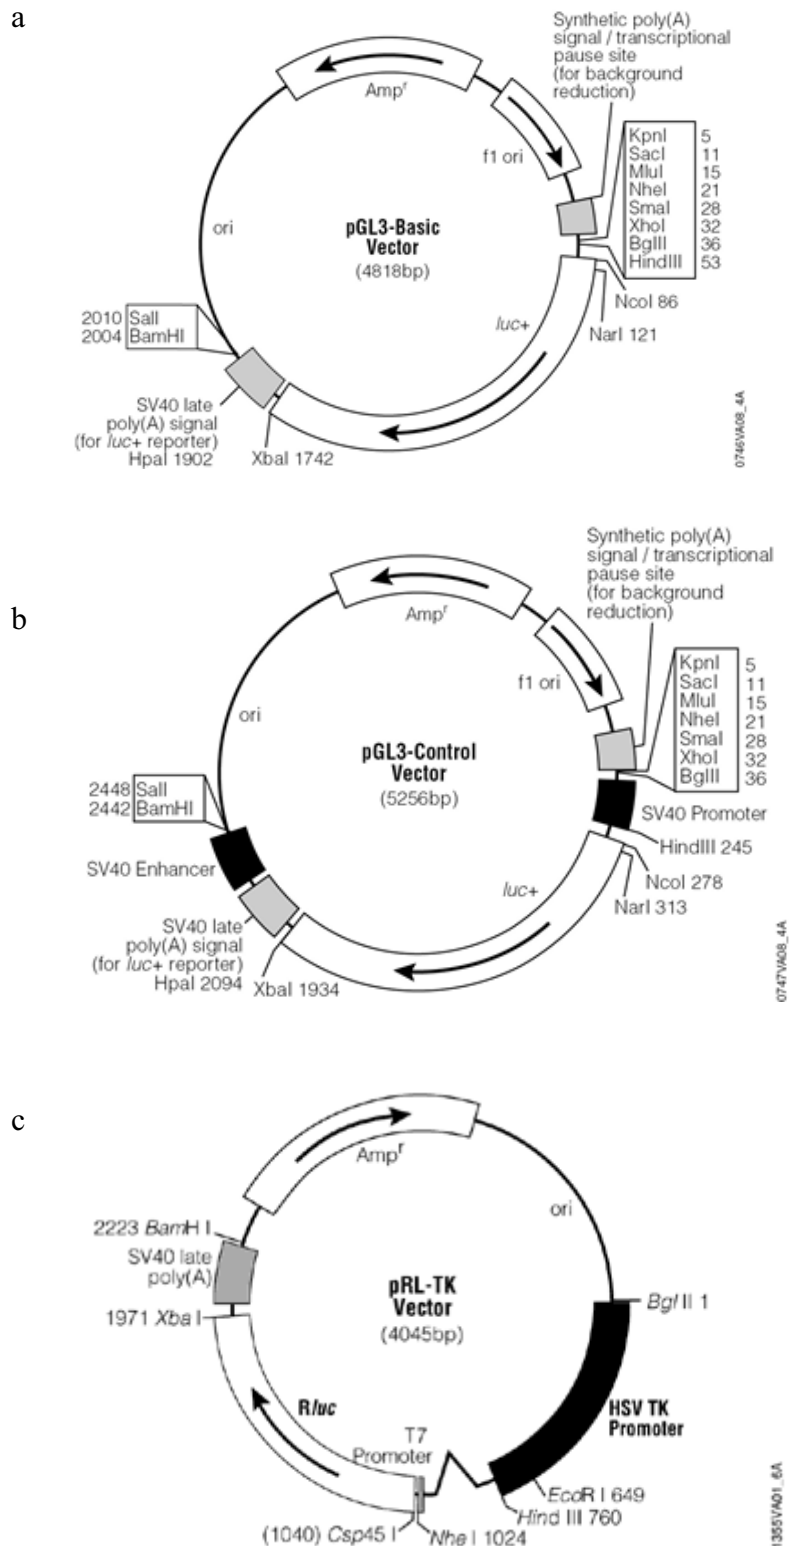 a
Synthetic poly(A)
signal / transcriptional
pause site
(for background
reduction)
Ampr
f1 ori
KpnI 5
SacI 11
MluI 15
NheI 21
SmaI 28
XhoI 32
BglII 36
HindIII 53
ori
pGL3-Basic
Vector
(4818bp)
NcoI 86
luc+
NarI 121
2010 SalI
2004 BamHI
SV40 late
poly(A) signal
(for luc+ reporter)
HpaI 1902
XbaI 1742
0746VA08_4A
b
Synthetic poly(A)
signal / transcriptional
pause site
(for background
reduction)
Ampr
f1 ori
KpnI 5
SacI 11
MluI 15
NheI 21
SmaI 28
XhoI 32
BglII 36
ori
pGL3-Control
Vector
(5256bp)
2448 SalI
2442 BamHI
SV40 Promoter
HindIII 245
SV40 Enhancer
NcoI 278
luc+
NarI 313
SV40 late
poly(A) signal
(for luc+ reporter)
HpaI 2094
XbaI 1934
0747VA08_4A
c
Ampr
ori
2223 BamH I
SV40 late
poly(A)
pRL-TK
Vector
(4045bp)
Bgl II 1
1971 Xba I
Rluc
HSV TK
Promoter
T7
Promoter
EcoR I 649
Hind III 760
(1040) Csp45 I
Nhe I 1024
1355VA01_6A